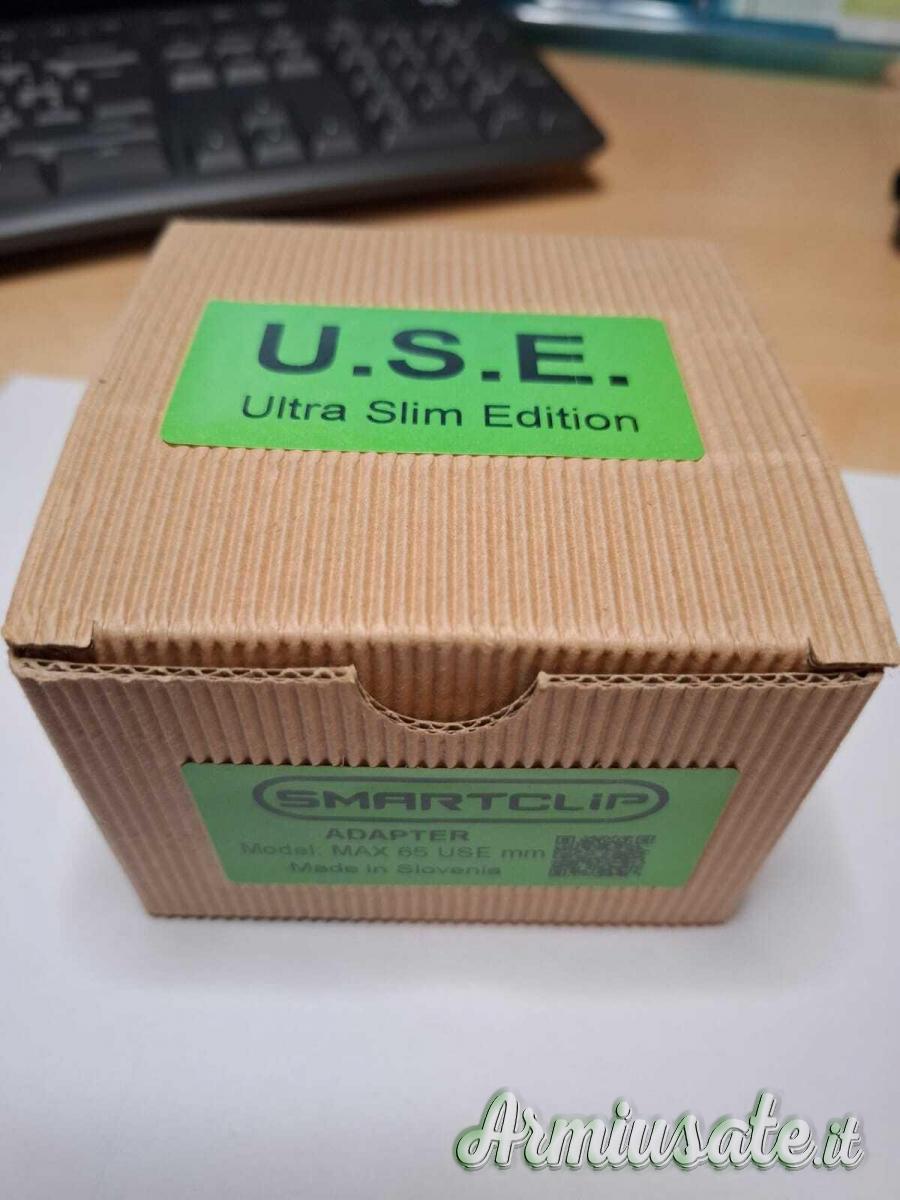 U.S.E.
Ultra Slim Edition
SMARTCLiP
ADAPTER
Model: MAX 65 USE mm
Made in Slovenia
Armiusate.it